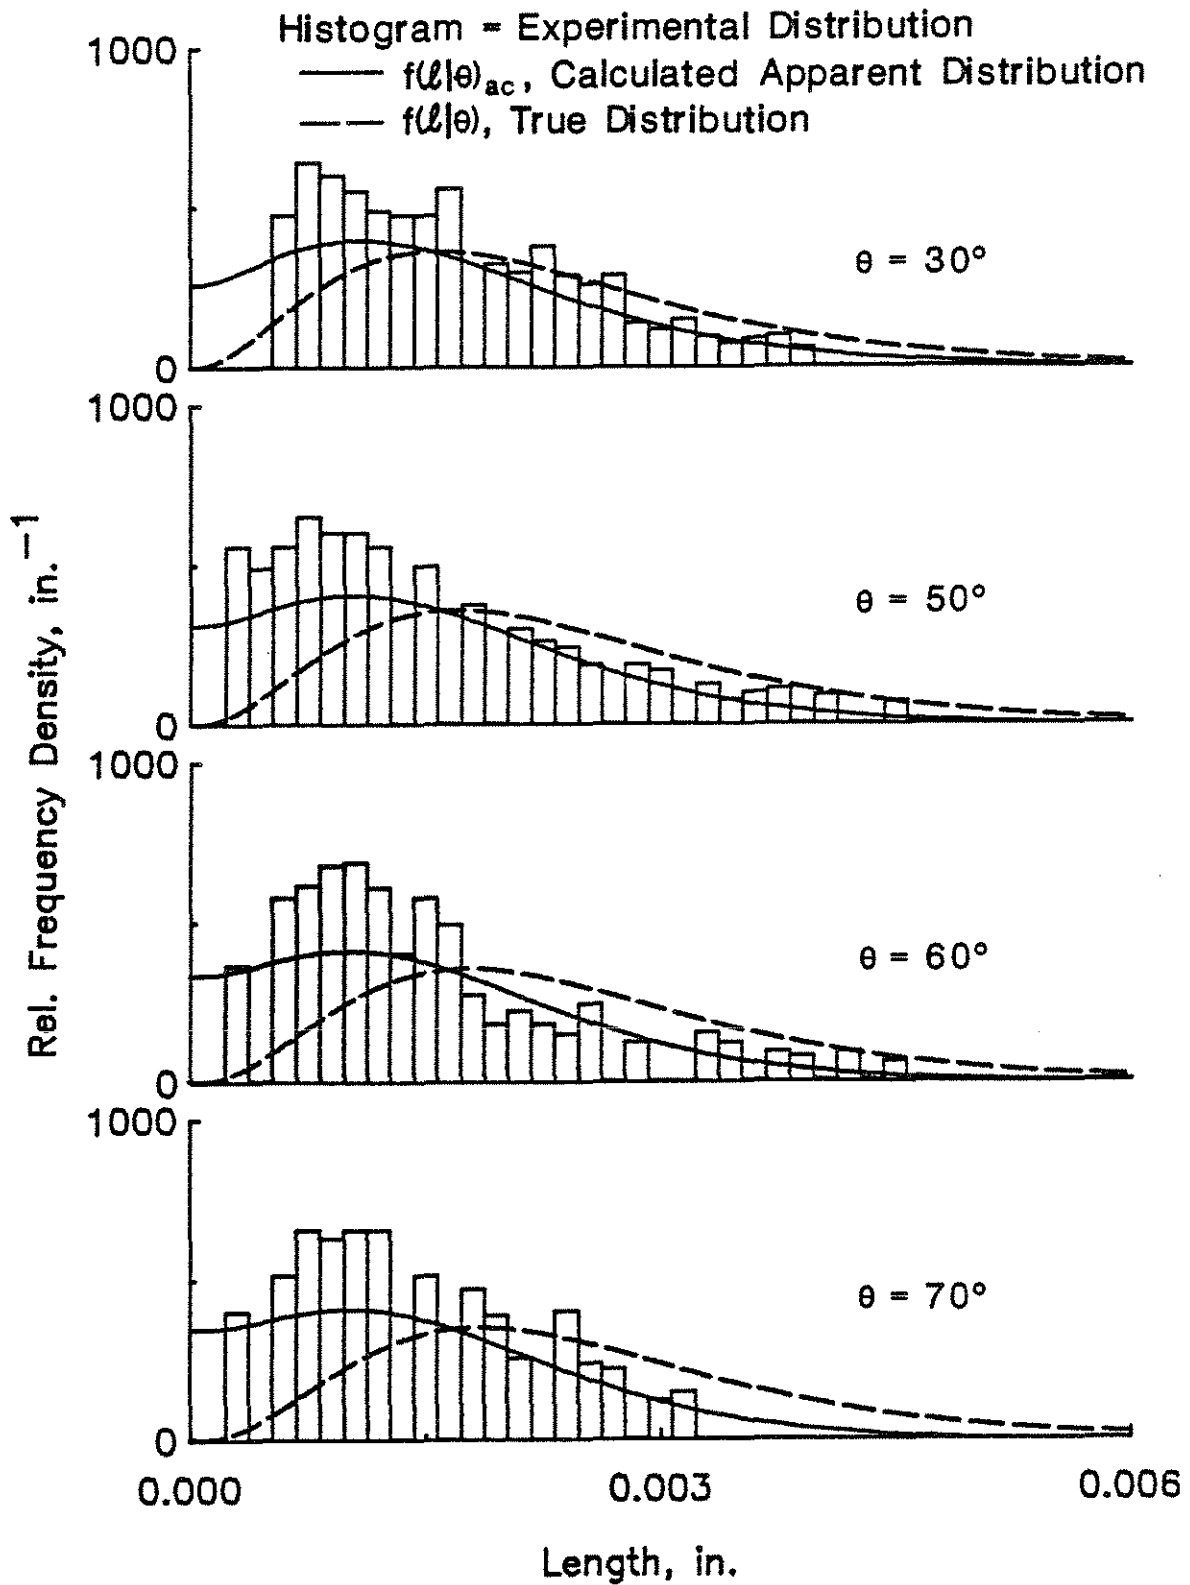 Histogram = Experimental Distribution
f(ℓ|θ)ac, Calculated Apparent Distribution
f(ℓ|θ), True Distribution
1000
0
θ = 30°
1000
0
θ = 50°
1000
0
θ = 60°
1000
0
θ = 70°
Rel. Frequency Density, in.⁻¹
0.000 0.003 0.006
Length, in.